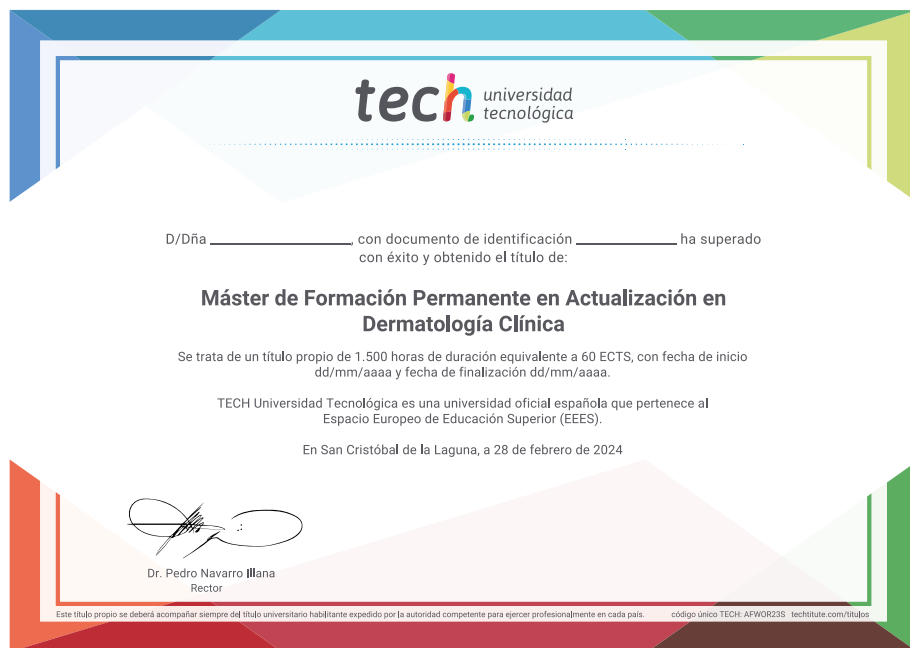 tech universidad
tecnológica
D/Dña ______________, con documento de identificación __________ ha superado
con éxito y obtenido el título de:
Máster de Formación Permanente en Actualización en
Dermatología Clínica
Se trata de un título propio de 1.500 horas de duración equivalente a 60 ECTS, con fecha de inicio
dd/mm/aaaa y fecha de finalización dd/mm/aaaa.
TECH Universidad Tecnológica es una universidad oficial española que pertenece al
Espacio Europeo de Educación Superior (EEES).
En San Cristóbal de la Laguna, a 28 de febrero de 2024
Dr. Pedro Navarro Illana
Rector
Este título propio se deberá acompañar siempre del título universitario habilitante expedido por la autoridad competente para ejercer profesionalmente en cada país. código único TECH: AFWOR23S techtitute.com/titulos